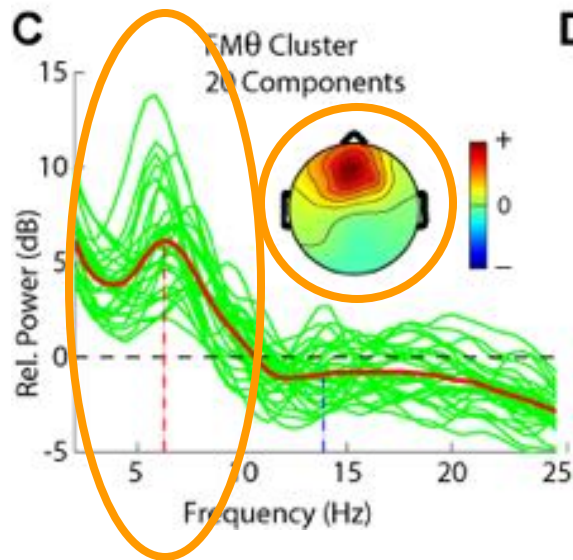 C
FMθ Cluster
20 Components
D
15
10
5
0
-5
Rel. Power (dB)
+
0
−
5
10
15
20
25
Frequency (Hz)